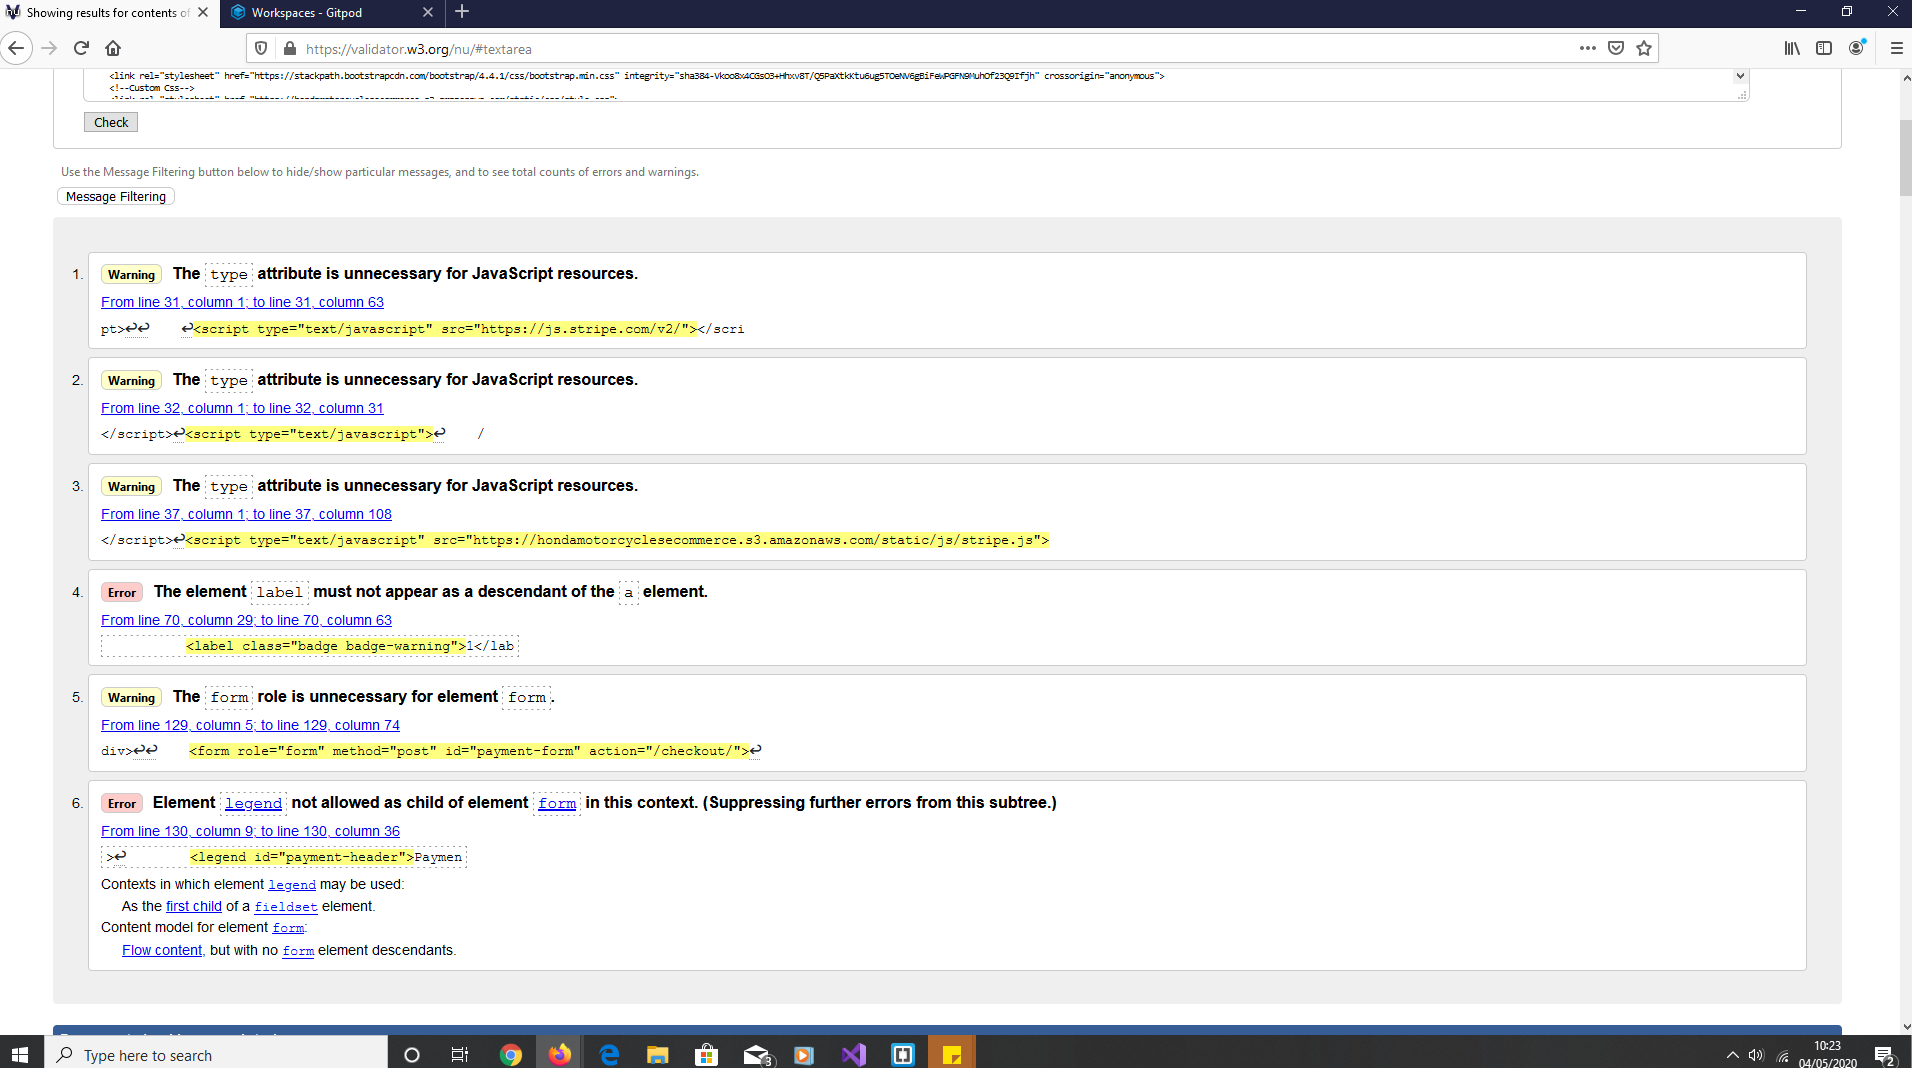 Showing results for contents of
Workspaces - Gitpod
https://validator.w3.org/nu/#textarea
<link rel="stylesheet" href="https://stackpath.bootstrapcdn.com/bootstrap/4.4.1/css/bootstrap.min.css" integrity="sha384-Vkoo8x4CGsO3+Hhxv8T/Q5PaXtkKtu6ug5TOeNV6gBiFeWPGFN9MuhOf23Q9Ifjh" crossorigin="anonymous">
<!--Custom Css-->
<link rel="stylesheet" href="https://hondamotorcyclesecommerce.s3.amazonaws.com/static/css/style.css">
Check
Use the Message Filtering button below to hide/show particular messages, and to see total counts of errors and warnings.
Message Filtering
1. Warning The type attribute is unnecessary for JavaScript resources.
From line 31, column 1; to line 31, column 63
pt>↩↩ ↩<script type="text/javascript" src="https://js.stripe.com/v2/"></scri
2. Warning The type attribute is unnecessary for JavaScript resources.
From line 32, column 1; to line 32, column 31
</script>↩<script type="text/javascript">↩ /
3. Warning The type attribute is unnecessary for JavaScript resources.
From line 37, column 1; to line 37, column 108
</script>↩<script type="text/javascript" src="https://hondamotorcyclesecommerce.s3.amazonaws.com/static/js/stripe.js">
4. Error The element label must not appear as a descendant of the a element.
From line 70, column 29; to line 70, column 63
<label class="badge badge-warning">1</lab
5. Warning The form role is unnecessary for element form.
From line 129, column 5; to line 129, column 74
div>↩↩ <form role="form" method="post" id="payment-form" action="/checkout/">↩
6. Error Element legend not allowed as child of element form in this context. (Suppressing further errors from this subtree.)
From line 130, column 9; to line 130, column 36
>↩ <legend id="payment-header">Paymen
Contexts in which element legend may be used:
As the first child of a fieldset element.
Content model for element form:
Flow content, but with no form element descendants.
Type here to search
3
10:23
04/05/2020
2